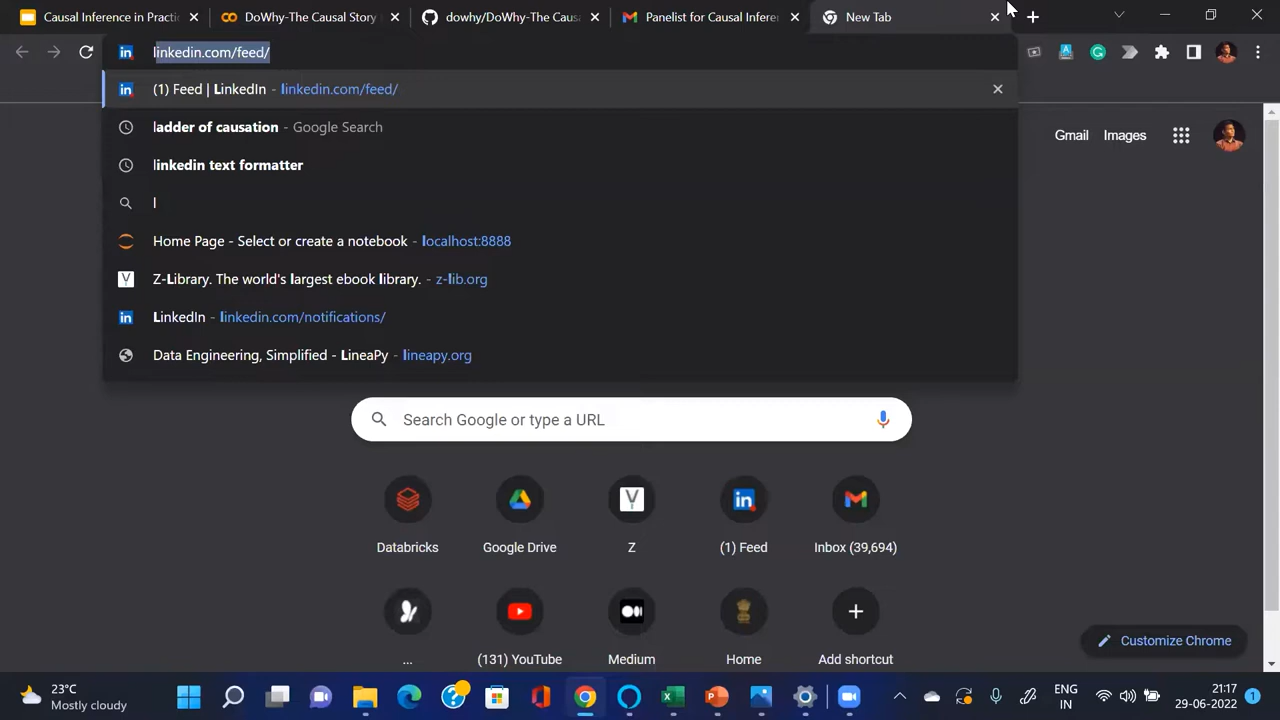 Causal Inference in Practi
DoWhy-The Causal Story
dowhy/DoWhy-The Causa
Panelist for Causal Inferen
New Tab
linkedin.com/feed/
(1) Feed | LinkedIn - linkedin.com/feed/
ladder of causation - Google Search
linkedin text formatter
l
Home Page - Select or create a notebook - localhost:8888
Z-Library. The world's largest ebook library. - z-lib.org
LinkedIn - linkedin.com/notifications/
Data Engineering, Simplified - LineaPy - lineapy.org
Gmail
Images
Search Google or type a URL
Databricks
Google Drive
Z
(1) Feed
Inbox (39,694)
...
(131) YouTube
Medium
Home
Add shortcut
Customize Chrome
23°C
Mostly cloudy
ENG
IN
21:17
29-06-2022
1